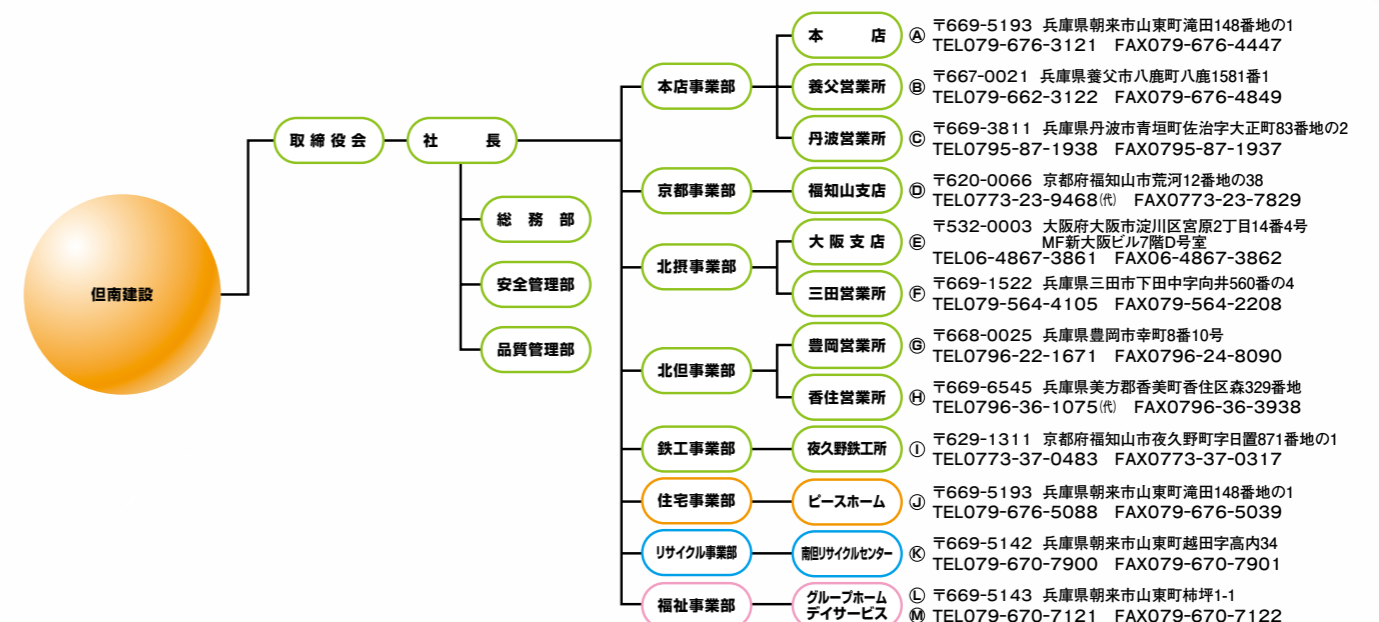 但南建設
取締役会
社長
総務部
安全管理部
品質管理部
本店事業部
本店
Ⓐ 〒669-5193 兵庫県朝来市山東町滝田148番地の1
TEL079-676-3121 FAX079-676-4447
養父営業所
Ⓑ 〒667-0021 兵庫県養父市八鹿町八鹿1581番1
TEL079-662-3122 FAX079-676-4849
丹波営業所
Ⓒ 〒669-3811 兵庫県丹波市青垣町佐治字大正町83番地の2
TEL0795-87-1938 FAX0795-87-1937
京都事業部
福知山支店
Ⓓ 〒620-0066 京都府福知山市荒河12番地の38
TEL0773-23-9468㈹ FAX0773-23-7829
北摂事業部
大阪支店
Ⓔ 〒532-0003 大阪府大阪市淀川区宮原2丁目14番4号
MF新大阪ビル7階D号室
TEL06-4867-3861 FAX06-4867-3862
三田営業所
Ⓕ 〒669-1522 兵庫県三田市下田中字向井560番の4
TEL079-564-4105 FAX079-564-2208
北但事業部
豊岡営業所
Ⓖ 〒668-0025 兵庫県豊岡市幸町8番10号
TEL0796-22-1671 FAX0796-24-8090
香住営業所
Ⓗ 〒669-6545 兵庫県美方郡香美町香住区森329番地
TEL0796-36-1075㈹ FAX0796-36-3938
鉄工事業部
夜久野鉄工所
Ⓘ 〒629-1311 京都府福知山市夜久野町字日置871番地の1
TEL0773-37-0483 FAX0773-37-0317
住宅事業部
ピースホーム
Ⓙ 〒669-5193 兵庫県朝来市山東町滝田148番地の1
TEL079-676-5088 FAX079-676-5039
リサイクル事業部
南但リサイクルセンター
Ⓚ 〒669-5142 兵庫県朝来市山東町越田字高内34
TEL079-670-7900 FAX079-670-7901
福祉事業部
グループホーム
デイサービス
Ⓛ 〒669-5143 兵庫県朝来市山東町柿坪1-1
Ⓜ TEL079-670-7121 FAX079-670-7122